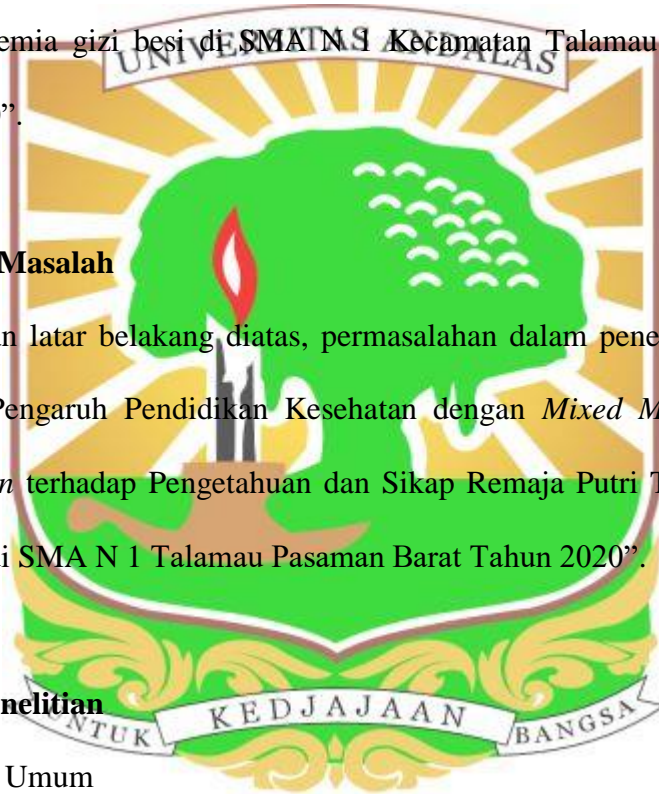 emia gizi besi di SMA N 1 Kecamatan Talamau
UNIVERSITAS ANDALAS
”.
Masalah
n latar belakang diatas, permasalahan dalam pene
Pengaruh Pendidikan Kesehatan dengan Mixed M
n terhadap Pengetahuan dan Sikap Remaja Putri T
di SMA N 1 Talamau Pasaman Barat Tahun 2020”.
nelitian
UNTUK KEDJAJAAN BANGSA
Umum